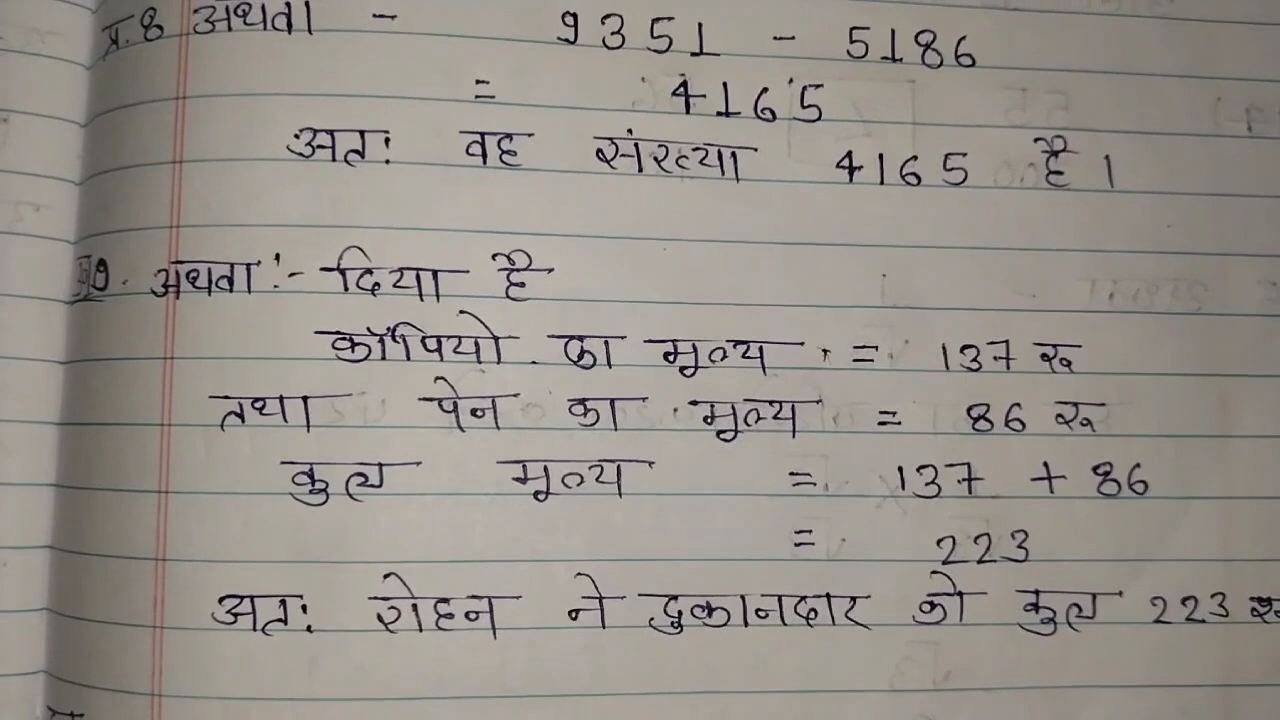 प्र.8 अथवा - 9351 - 5186
= 4165
अतः वह संख्या 4165 है।
9. अथवा :- दिया है
कॉपियो का मूल्य = 137 रु
तथा पेन का मूल्य = 86 रु
कुल मूल्य = 137 + 86
= 223
अतः रोहन ने दुकानदार को कुल 223 रु